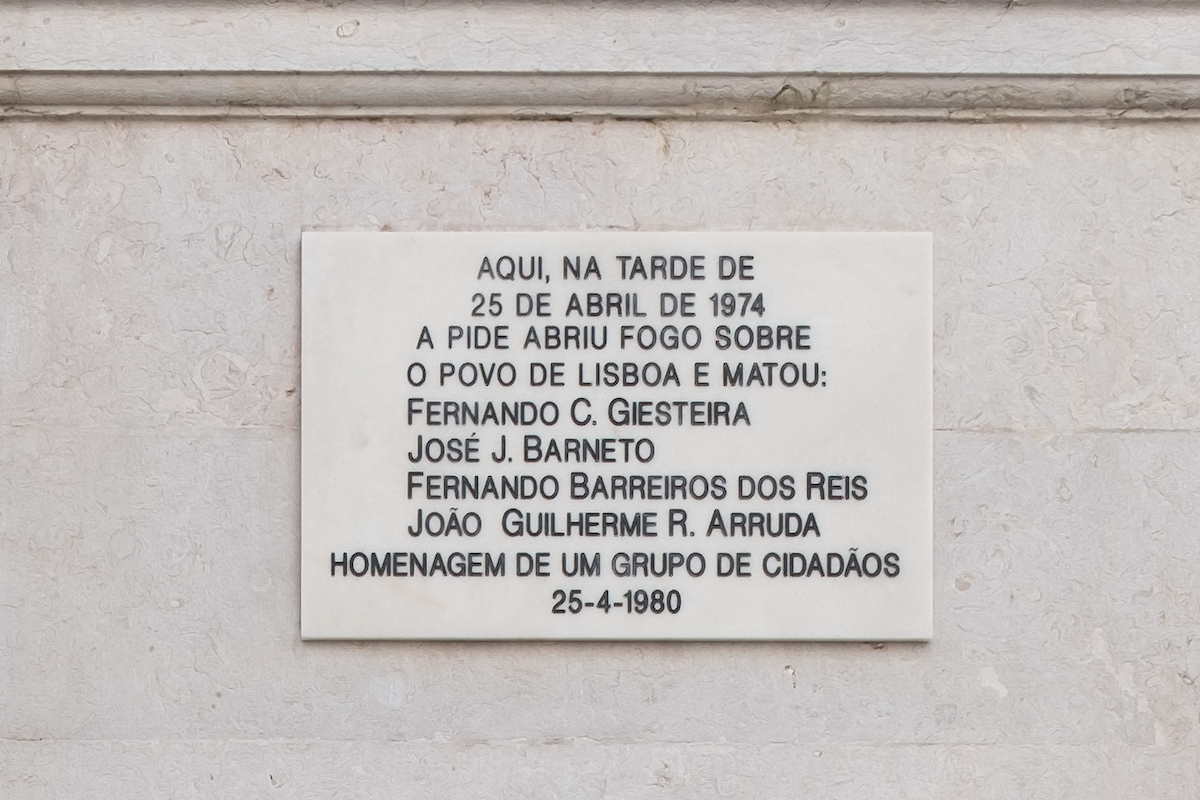 AQUI, NA TARDE DE
25 DE ABRIL DE 1974
A PIDE ABRIU FOGO SOBRE
O POVO DE LISBOA E MATOU:
FERNANDO C. GIESTEIRA
JOSÉ J. BARNETO
FERNANDO BARREIROS DOS REIS
JOÃO GUILHERME R. ARRUDA
HOMENAGEM DE UM GRUPO DE CIDADÃOS
25-4-1980